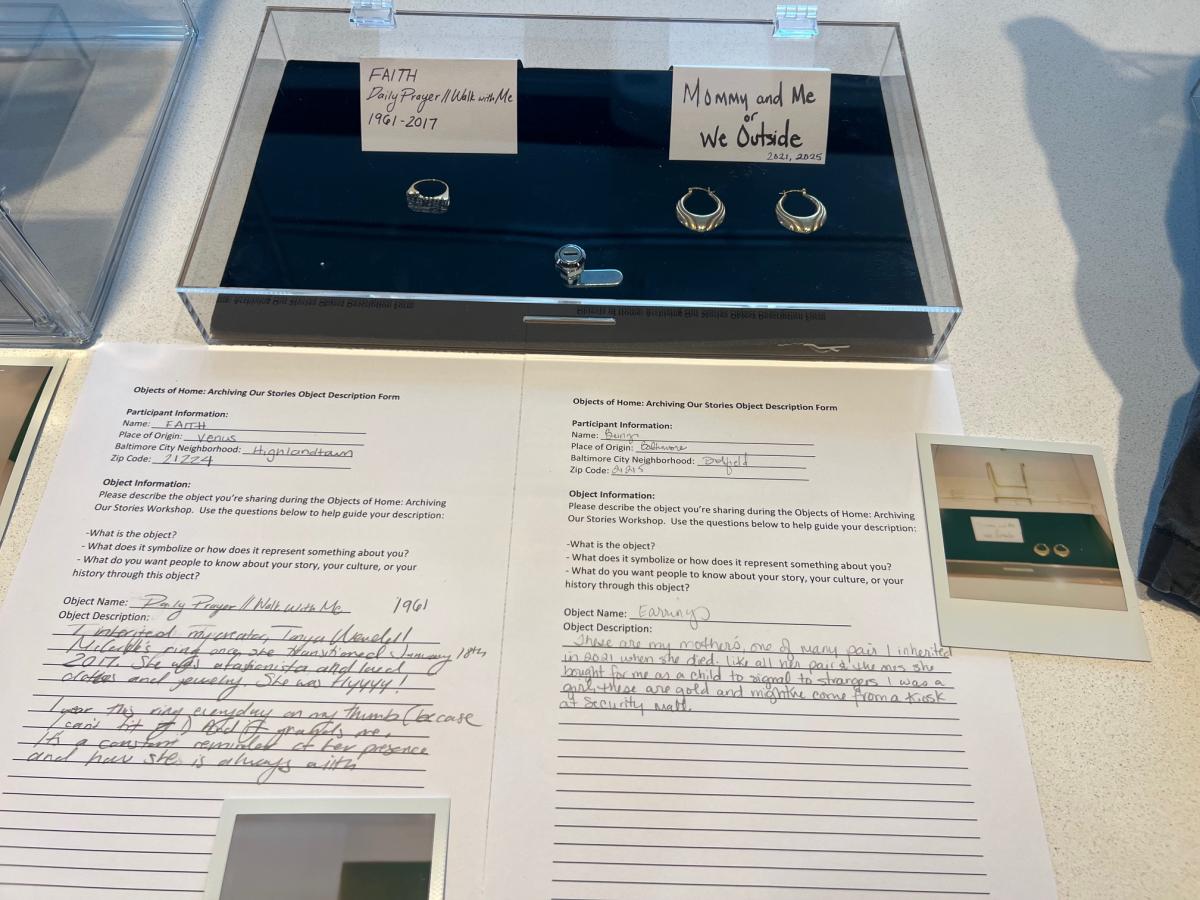 FAITH
Daily Prayer // Walk with Me
1961-2017
Mommy and Me
or
We Outside
2021, 2025
Objects of Home: Archiving Our Stories Object Description Form
Participant Information:
Name: FAITH
Place of Origin: Venus
Baltimore City Neighborhood: Highlandtown
Zip Code: 21224
Object Information:
Please describe the object you're sharing during the Objects of Home: Archiving
Our Stories Workshop. Use the questions below to help guide your description:
-What is the object?
- What does it symbolize or how does it represent something about you?
- What do you want people to know about your story, your culture, or your
history through this object?
Object Name: Daily Prayer // Walk With Me 1961
Object Description:
I inherited my creator, Tanya Wendell
ring once she transitioned January 18th
2017. She was a fashionista and loved
clothes and jewelry. She was Flyyyy!
I wear this ring everyday on my thumb (because
I can't fit it) And it grounds me.
It's a constant reminder of her presence
and how she is always with
Objects of Home: Archiving Our Stories Object Description Form
Participant Information:
Name: Being
Place of Origin: Baltimore
Baltimore City Neighborhood:
Zip Code: 21215
Object Information:
Please describe the object you're sharing during the Objects of Home: Archiving
Our Stories Workshop. Use the questions below to help guide your description:
-What is the object?
- What does it symbolize or how does it represent something about you?
- What do you want people to know about your story, your culture, or your
history through this object?
Object Name: Earrings
Object Description:
These are my mother's, one of many pair I inherited
in 2021 when she died. like all her pair & the ones she
bought for me as a child to signal to strangers I was a
girl, these are gold and might've come from a Kiosk
at Security Mall.